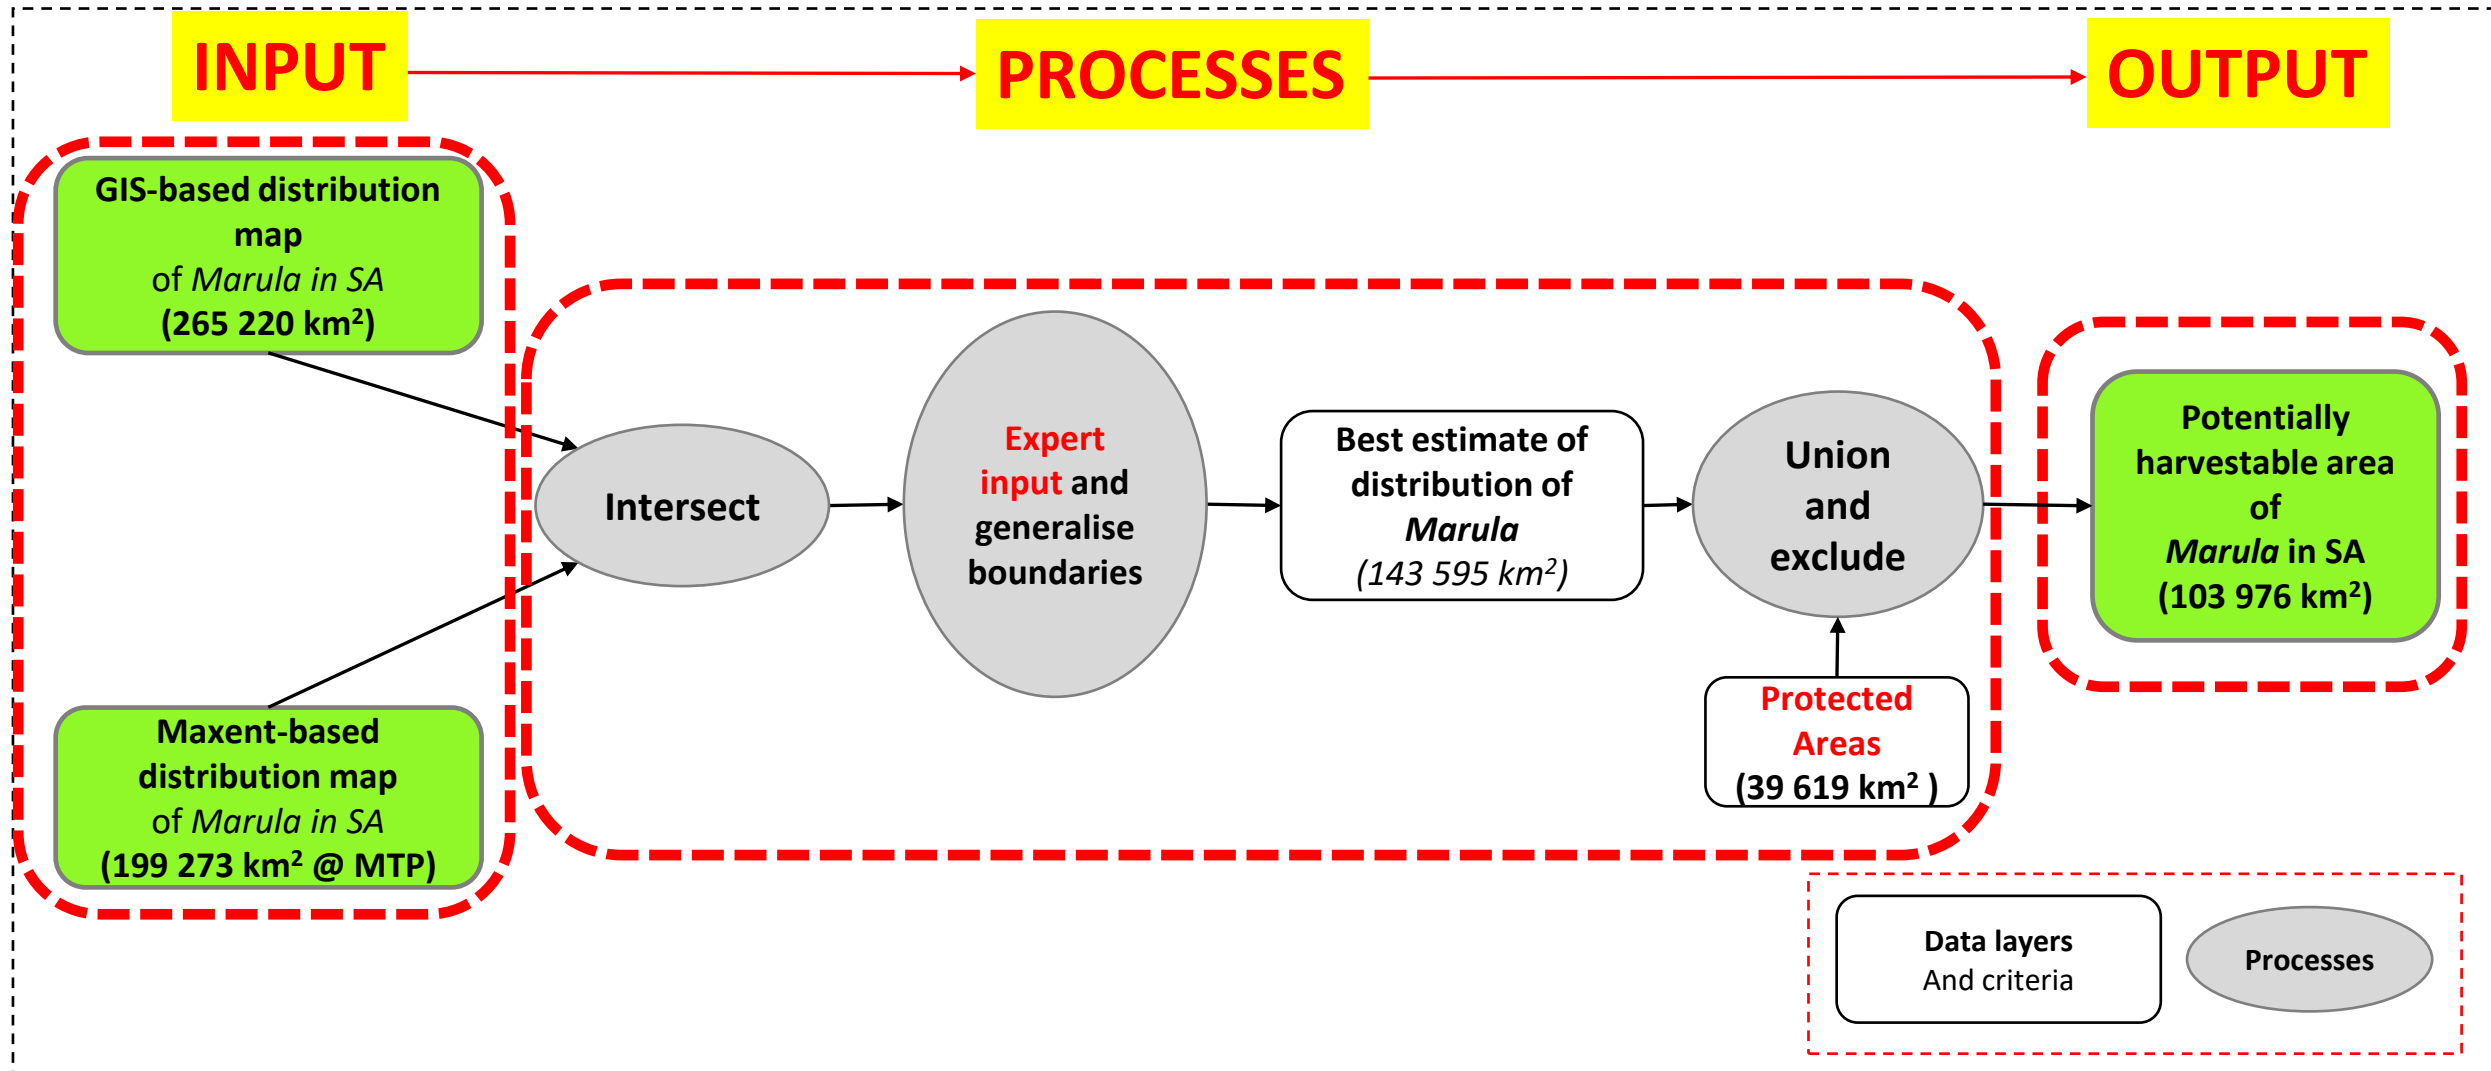 INPUT
PROCESSES
OUTPUT
GIS-based distribution
map
of Marula in SA
(265 220 km²)
Maxent-based
distribution map
of Marula in SA
(199 273 km² @ MTP)
Intersect
Expert
input and
generalise
boundaries
Best estimate of
distribution of
Marula
(143 595 km²)
Union
and
exclude
Protected
Areas
(39 619 km² )
Potentially
harvestable area
of
Marula in SA
(103 976 km²)
Data layers
And criteria
Processes